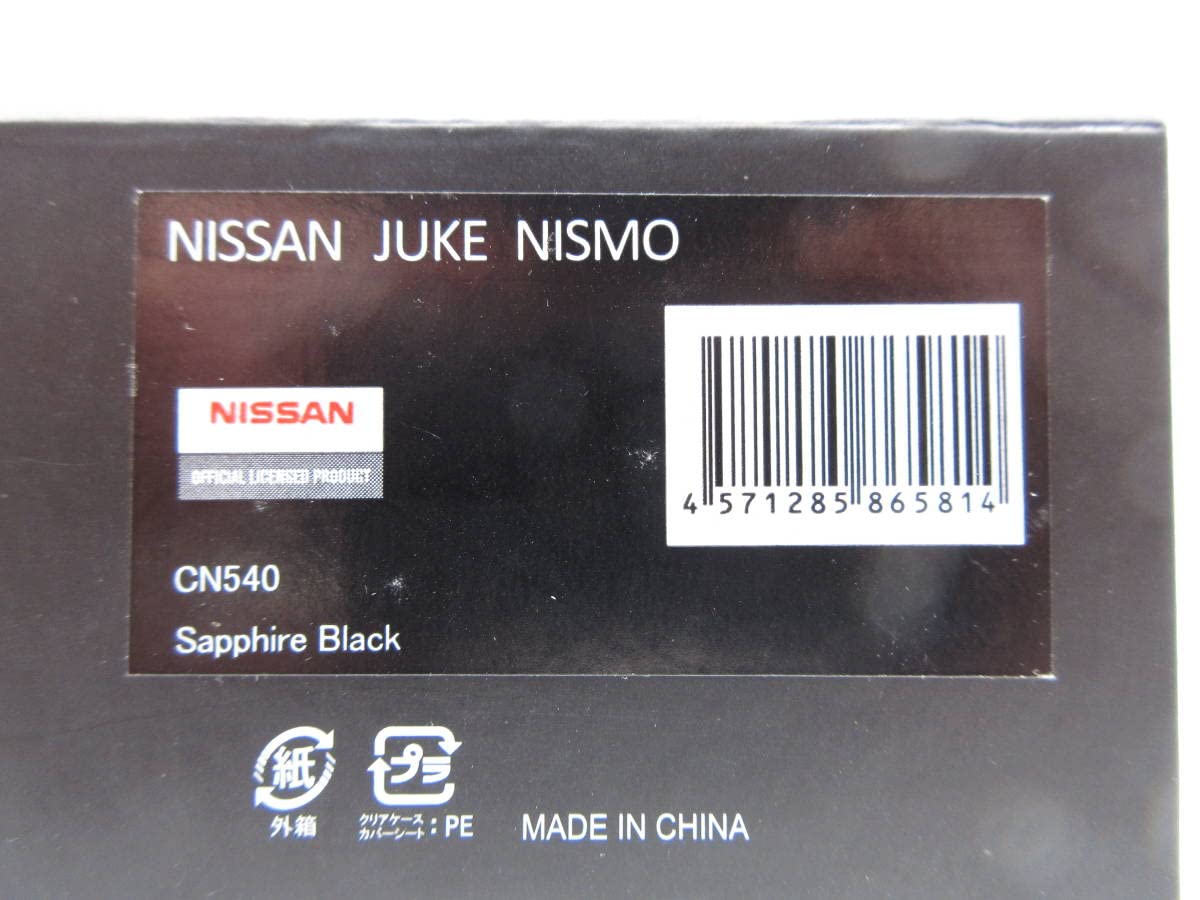 NISSAN JUKE NISMO
NISSAN
OFFICIAL LICENSED PRODUCT
4 571285 865814
CN540
Sapphire Black
紙
外箱
プラ
クリアケース
カバーシート : PE
MADE IN CHINA